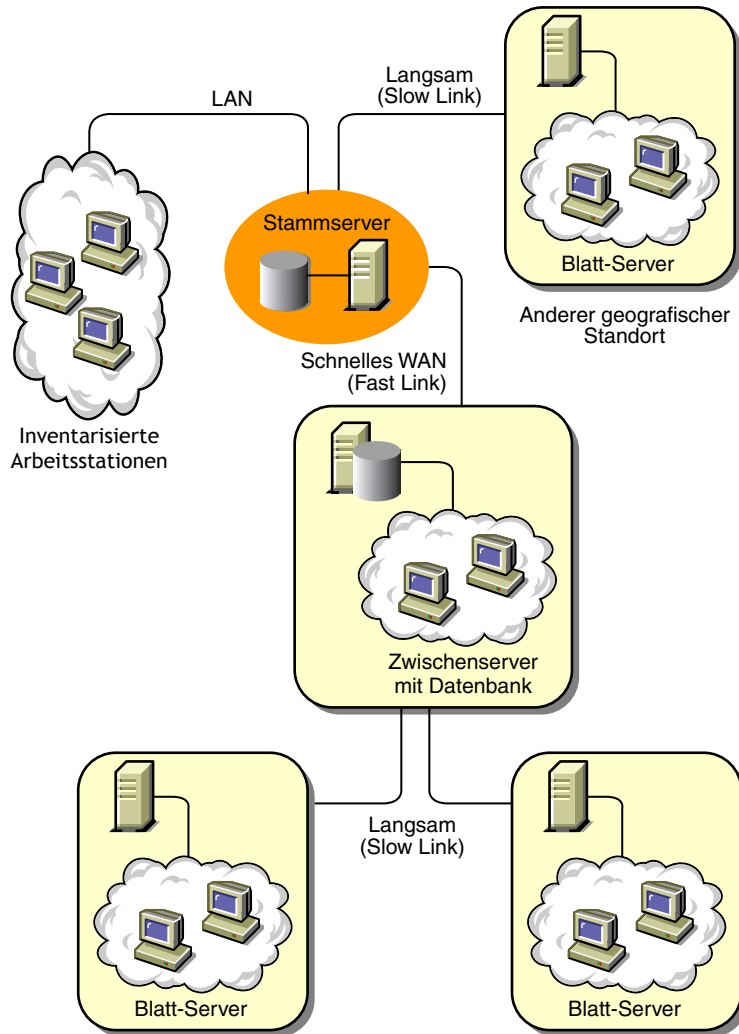 Langsam
(Slow Link)
LAN
Stammserver
Blatt-Server
Anderer geografischer
Standort
Schnelles WAN
(Fast Link)
Inventarisierte
Arbeitsstationen
Zwischenserver
mit Datenbank
Langsam
(Slow Link)
Blatt-Server
Blatt-Server